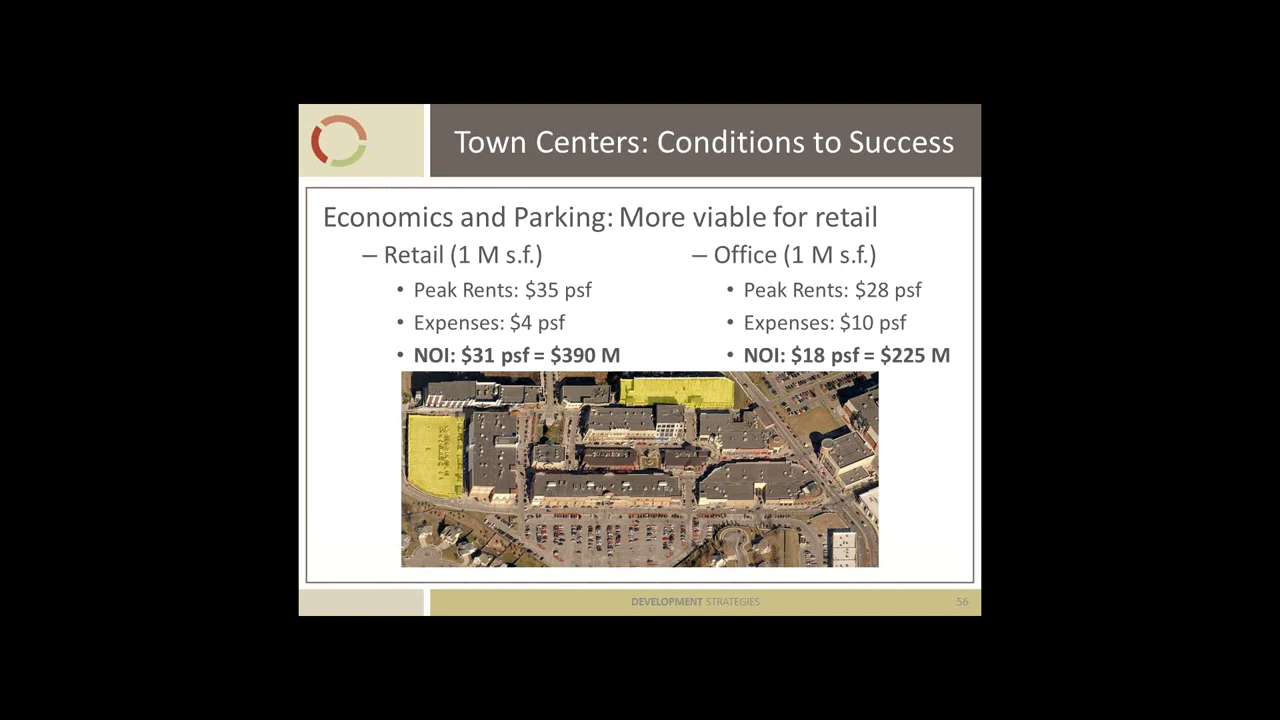 Town Centers: Conditions to Success
Economics and Parking: More viable for retail
– Retail (1 M s.f.)
• Peak Rents: $35 psf
• Expenses: $4 psf
• NOI: $31 psf = $390 M
– Office (1 M s.f.)
• Peak Rents: $28 psf
• Expenses: $10 psf
• NOI: $18 psf = $225 M
DEVELOPMENT STRATEGIES
56